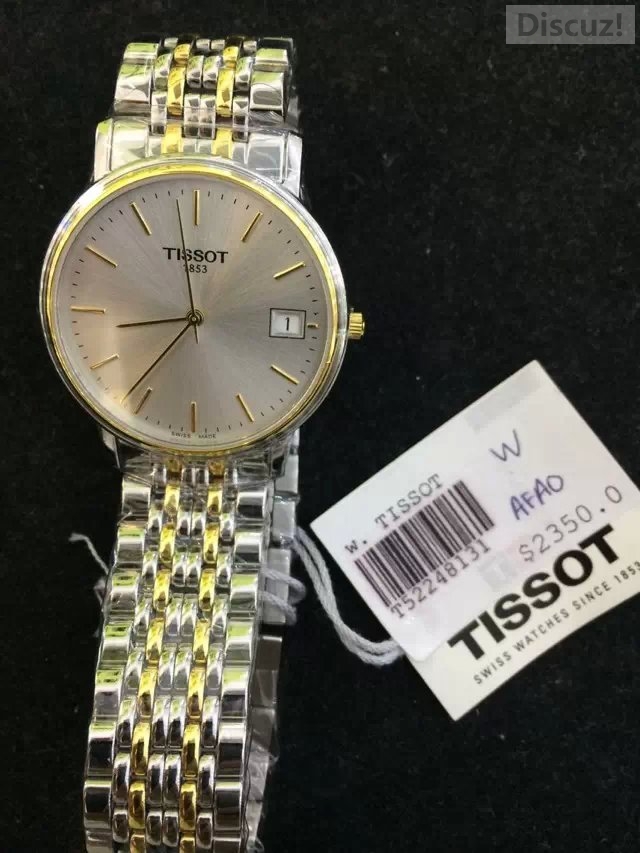 Discuz!
TISSOT
1853
1
SWISS MADE
W
AFAO
W. TISSOT
T52248131
$2350.0
TISSOT
SWISS WATCHES SINCE 1853